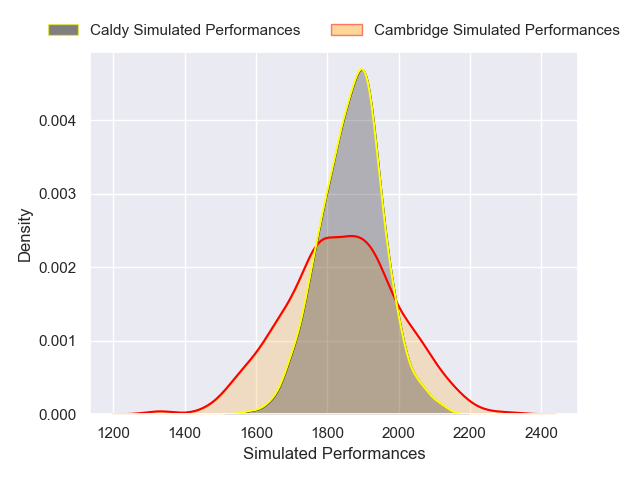 Caldy Simulated Performances
Cambridge Simulated Performances
0.004
0.003
0.002
0.001
0.000
Density
1200 1400 1600 1800 2000 2200 2400
Simulated Performances